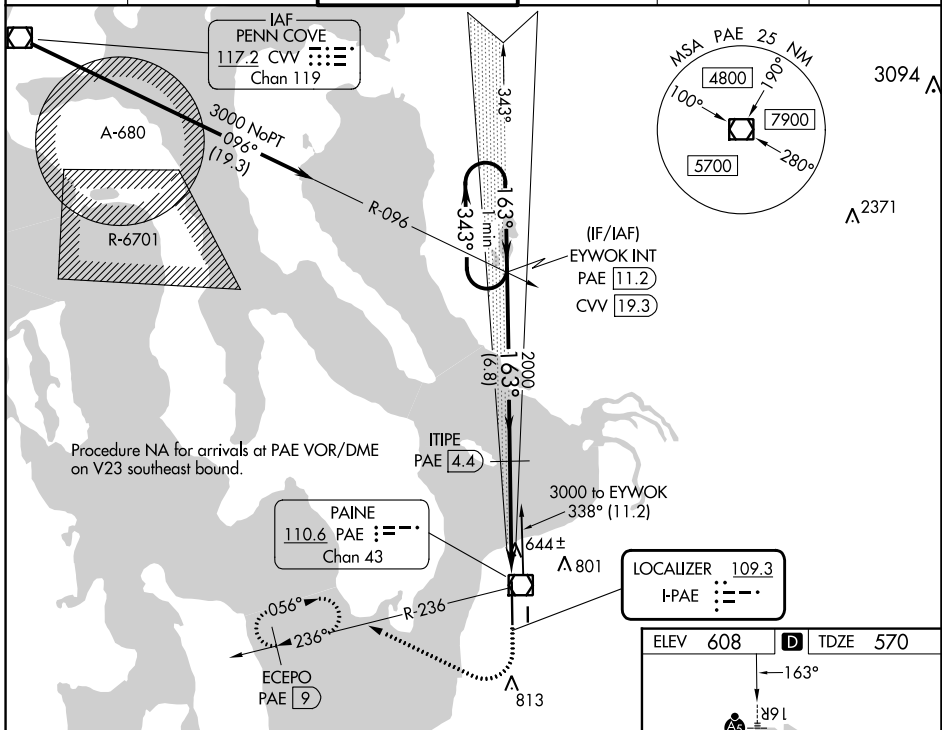 IAF
PENN COVE
117.2 CVV
Chan 119
A-680
R-6701
3000 NoPT
096°
(19.3)
R-096
343°
343°
1 min
163°
(IF/IAF)
EYWOK INT
PAE 11.2
CVV 19.3
MSA PAE 25 NM
4800
190°
100°
7900
5700
280°
3094
2371
2000
163°
(6.8)
Procedure NA for arrivals at PAE VOR/DME
on V23 southeast bound.
ITIPE
PAE 4.4
3000 to EYWOK
338° (11.2)
PAINE
110.6 PAE
Chan 43
644±
801
LOCALIZER 109.3
I-PAE
R-236
056°
236°
ECEPO
PAE 9
813
ELEV 608 D TDZE 570
163°
16R
A5